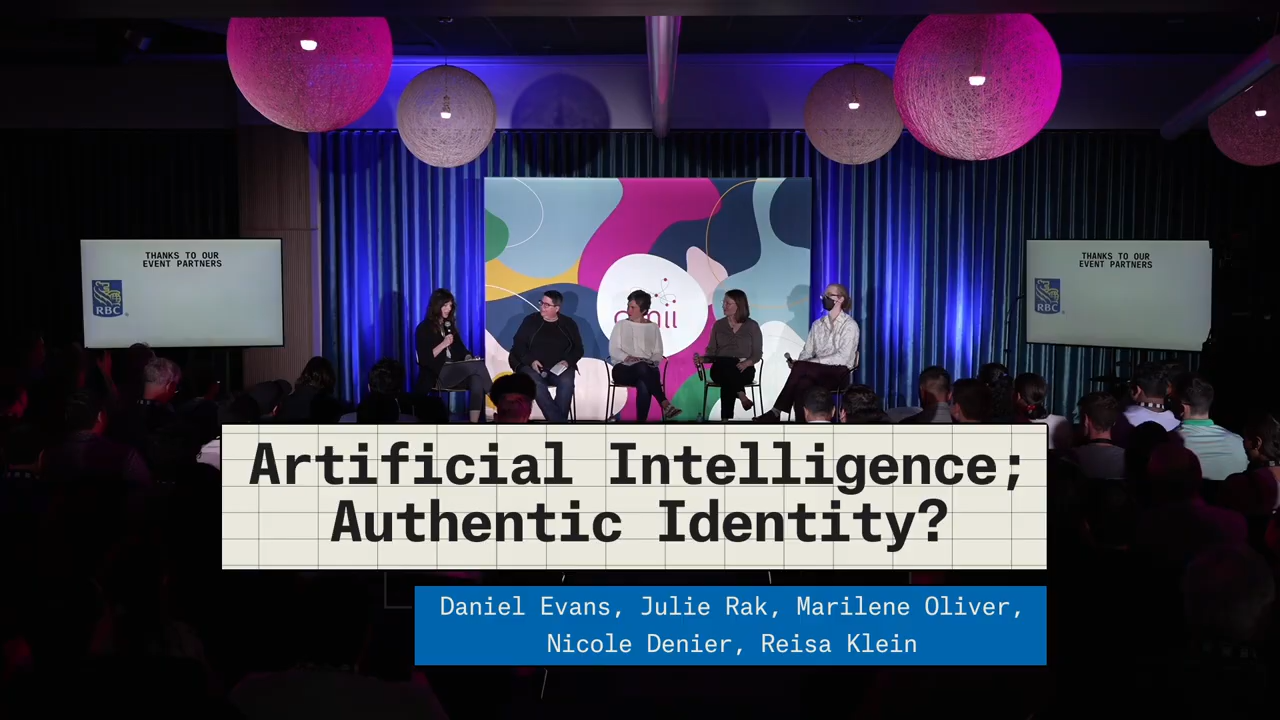 THANKS TO OUR
EVENT PARTNERS
RBC
THANKS TO OUR
EVENT PARTNERS
RBC
amii
Artificial Intelligence;
Authentic Identity?
Daniel Evans, Julie Rak, Marilene Oliver,
Nicole Denier, Reisa Klein